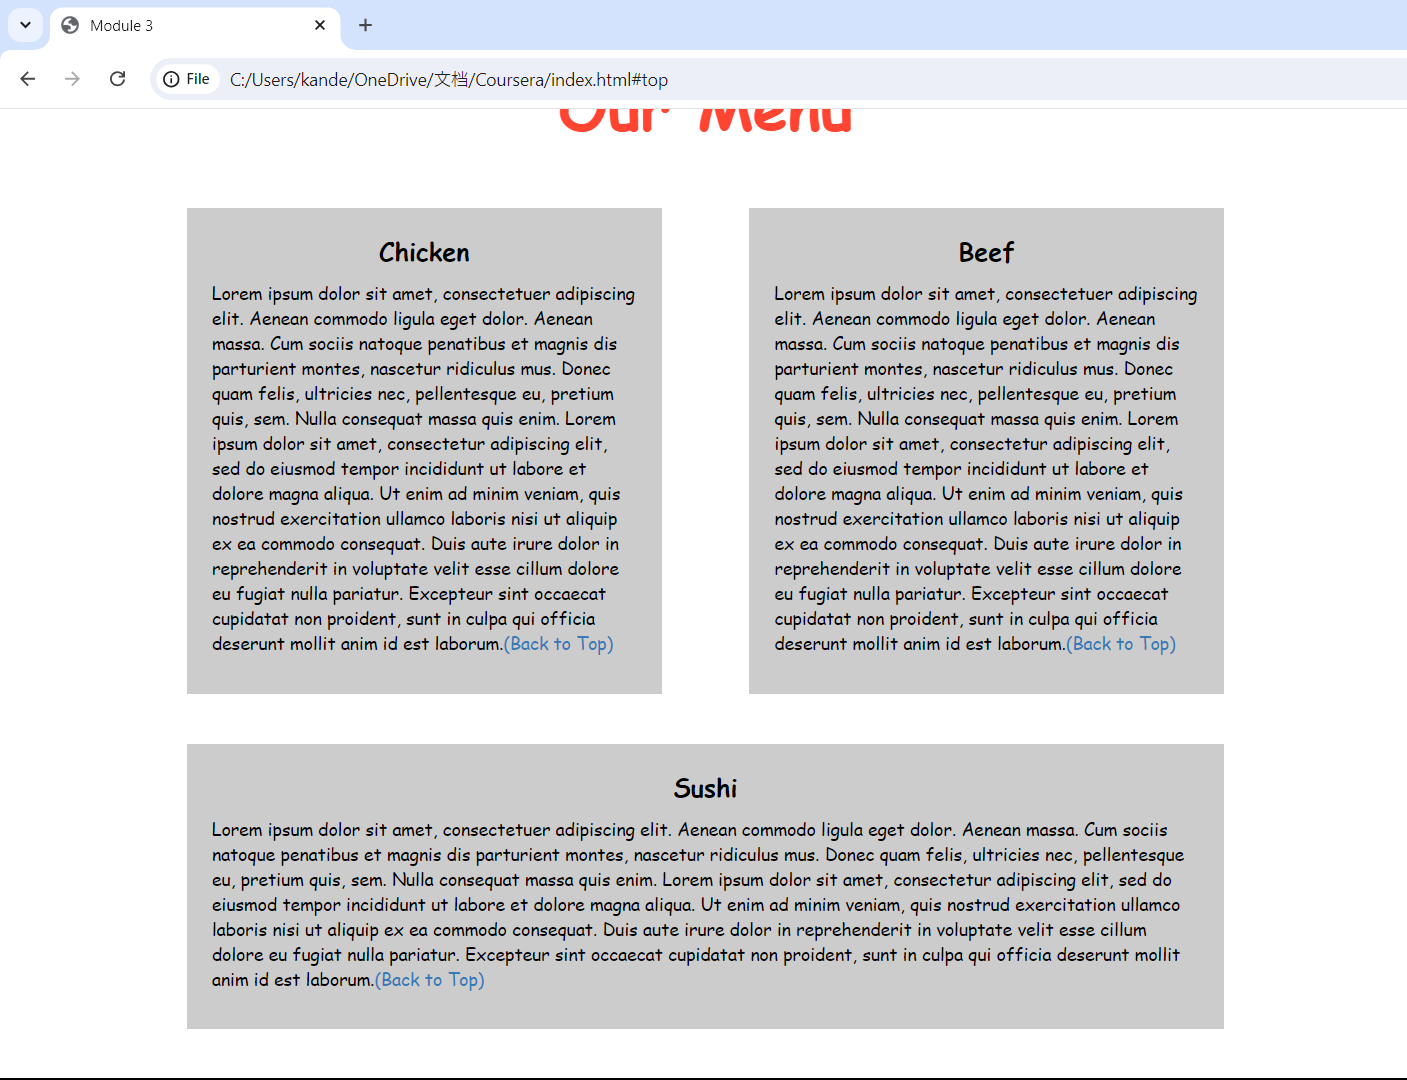 Module 3
File
C:/Users/kande/OneDrive/文档/Coursera/index.html#top
Our Menu
Chicken
Lorem ipsum dolor sit amet, consectetuer adipiscing
elit. Aenean commodo ligula eget dolor. Aenean
massa. Cum sociis natoque penatibus et magnis dis
parturient montes, nascetur ridiculus mus. Donec
quam felis, ultricies nec, pellentesque eu, pretium
quis, sem. Nulla consequat massa quis enim. Lorem
ipsum dolor sit amet, consectetur adipiscing elit,
sed do eiusmod tempor incididunt ut labore et
dolore magna aliqua. Ut enim ad minim veniam, quis
nostrud exercitation ullamco laboris nisi ut aliquip
ex ea commodo consequat. Duis aute irure dolor in
reprehenderit in voluptate velit esse cillum dolore
eu fugiat nulla pariatur. Excepteur sint occaecat
cupidatat non proident, sunt in culpa qui officia
deserunt mollit anim id est laborum.(Back to Top)
Beef
Lorem ipsum dolor sit amet, consectetuer adipiscing
elit. Aenean commodo ligula eget dolor. Aenean
massa. Cum sociis natoque penatibus et magnis dis
parturient montes, nascetur ridiculus mus. Donec
quam felis, ultricies nec, pellentesque eu, pretium
quis, sem. Nulla consequat massa quis enim. Lorem
ipsum dolor sit amet, consectetur adipiscing elit,
sed do eiusmod tempor incididunt ut labore et
dolore magna aliqua. Ut enim ad minim veniam, quis
nostrud exercitation ullamco laboris nisi ut aliquip
ex ea commodo consequat. Duis aute irure dolor in
reprehenderit in voluptate velit esse cillum dolore
eu fugiat nulla pariatur. Excepteur sint occaecat
cupidatat non proident, sunt in culpa qui officia
deserunt mollit anim id est laborum.(Back to Top)
Sushi
Lorem ipsum dolor sit amet, consectetuer adipiscing elit. Aenean commodo ligula eget dolor. Aenean massa. Cum sociis
natoque penatibus et magnis dis parturient montes, nascetur ridiculus mus. Donec quam felis, ultricies nec, pellentesque
eu, pretium quis, sem. Nulla consequat massa quis enim. Lorem ipsum dolor sit amet, consectetur adipiscing elit, sed do
eiusmod tempor incididunt ut labore et dolore magna aliqua. Ut enim ad minim veniam, quis nostrud exercitation ullamco
laboris nisi ut aliquip ex ea commodo consequat. Duis aute irure dolor in reprehenderit in voluptate velit esse cillum
dolore eu fugiat nulla pariatur. Excepteur sint occaecat cupidatat non proident, sunt in culpa qui officia deserunt mollit
anim id est laborum.(Back to Top)